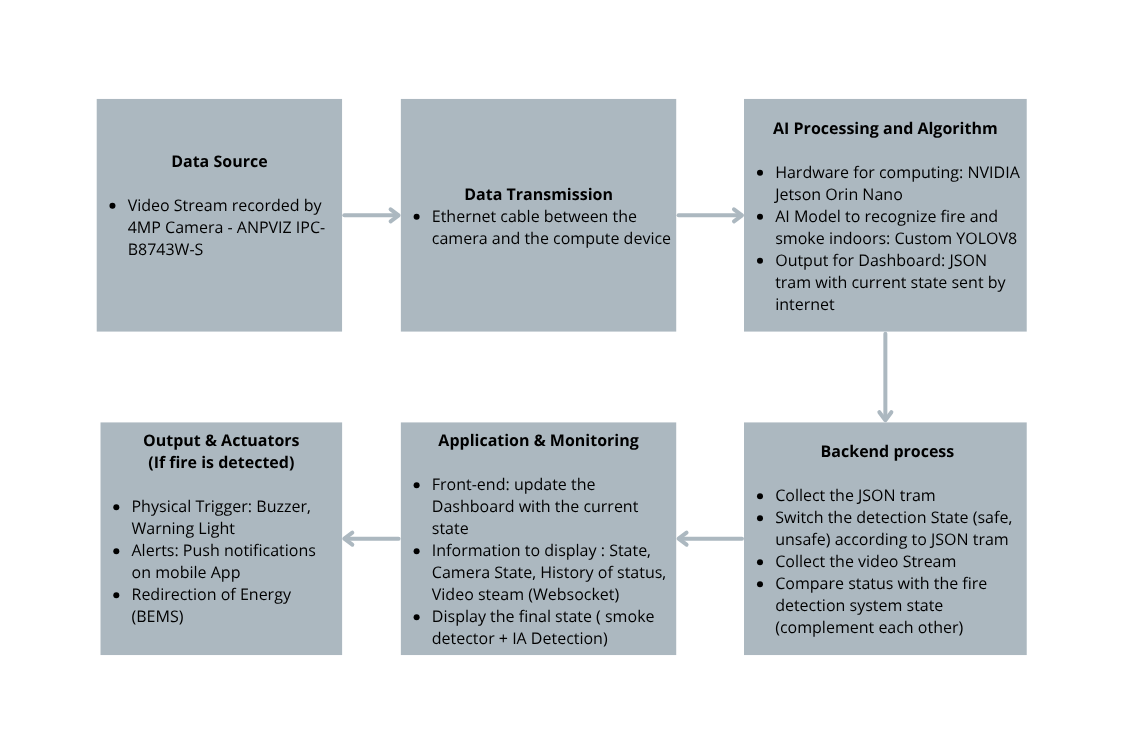 Data Source
• Video Stream recorded by
4MP Camera - ANPVIZ IPC-
B8743W-S
Data Transmission
• Ethernet cable between the
camera and the compute device
AI Processing and Algorithm
• Hardware for computing: NVIDIA
Jetson Orin Nano
• AI Model to recognize fire and
smoke indoors: Custom YOLOV8
• Output for Dashboard: JSON
tram with current state sent by
internet
Backend process
• Collect the JSON tram
• Switch the detection State (safe,
unsafe) according to JSON tram
• Collect the video Stream
• Compare status with the fire
detection system state
(complement each other)
Application & Monitoring
• Front-end: update the
Dashboard with the current
state
• Information to display : State,
Camera State, History of status,
Video steam (Websocket)
• Display the final state ( smoke
detector + IA Detection)
Output & Actuators
(If fire is detected)
• Physical Trigger: Buzzer,
Warning Light
• Alerts: Push notifications
on mobile App
• Redirection of Energy
(BEMS)